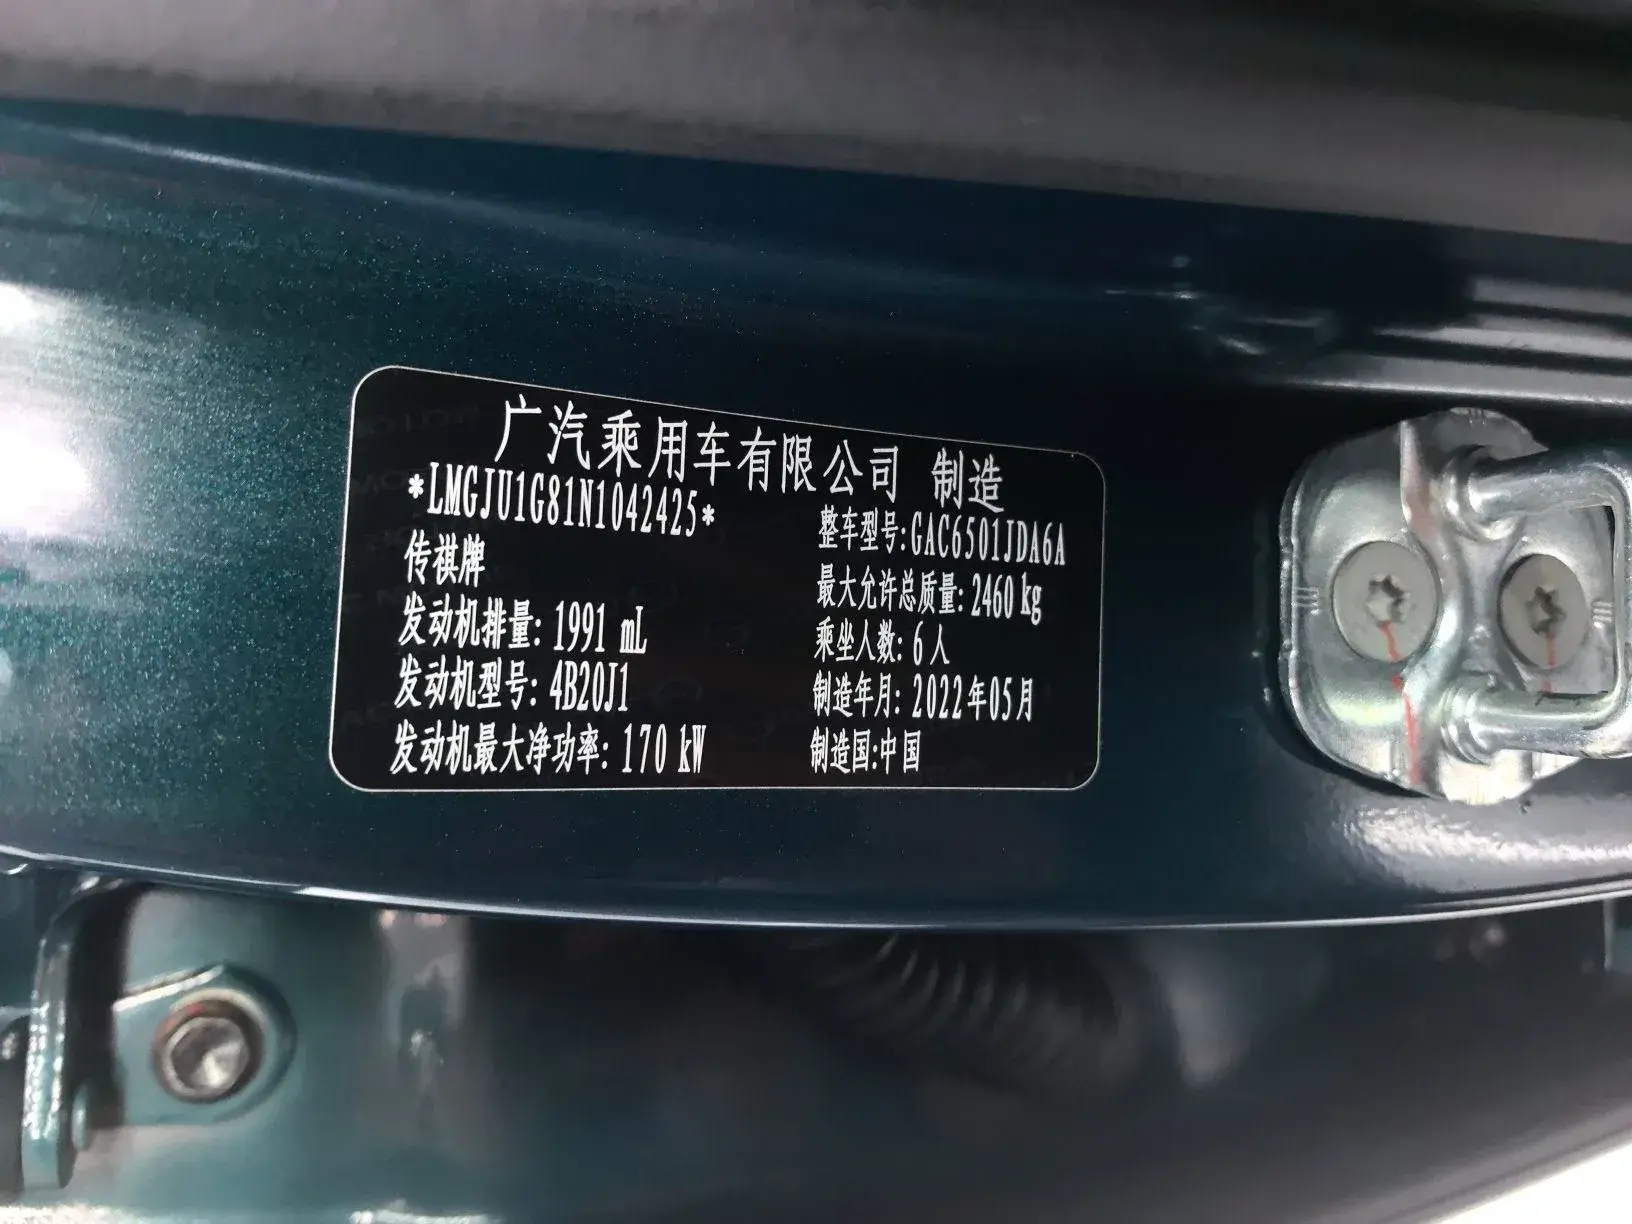 广汽乘用车有限公司 制造
*LMGJU1G81N1042425*
传祺牌
发动机排量: 1991 mL
发动机型号: 4B20J1
发动机最大净功率: 170 kW
整车型号:GAC6501JDA6A
最大允许总质量: 2460 kg
乘坐人数: 6人
制造年月: 2022年05月
制造国:中国